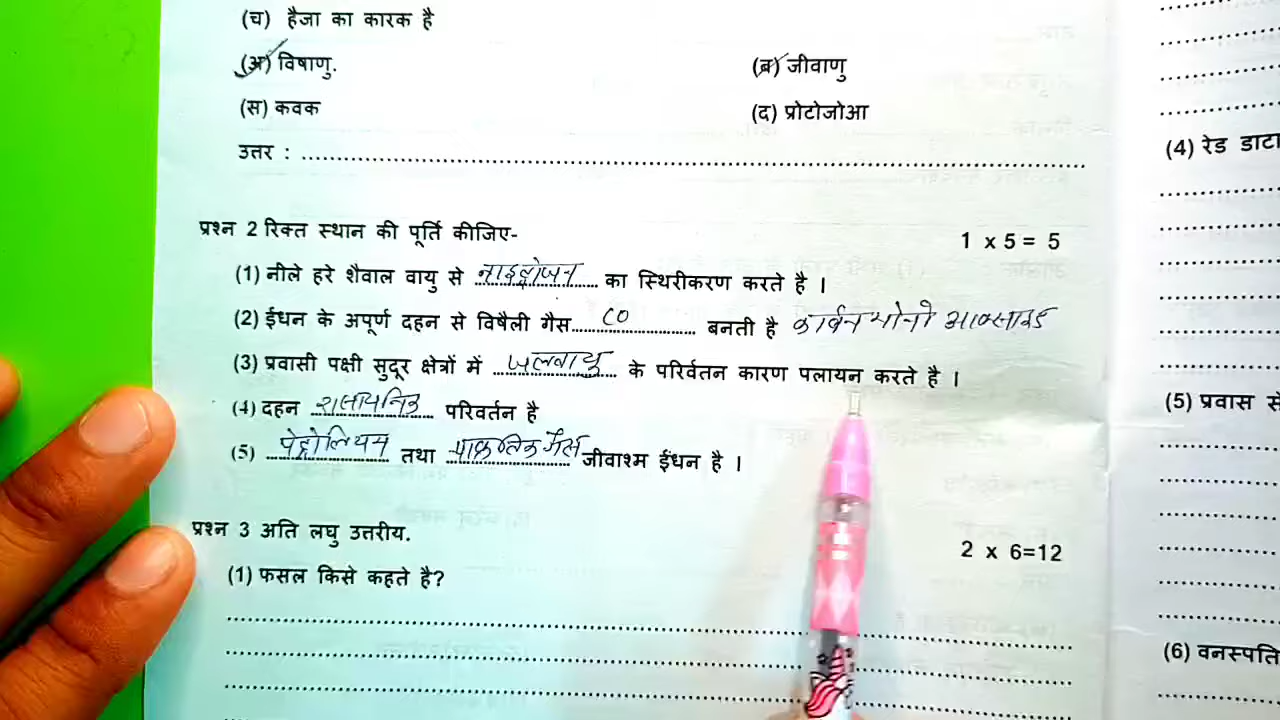 (च) हैजा का कारक है
(अ) विषाणु.
(ब) जीवाणु
(स) कवक
(द) प्रोटोजोआ
उत्तर : ........................................
प्रश्न 2 रिक्त स्थान की पूर्ति कीजिए-
1 x 5 = 5
(1) नीले हरे शैवाल वायु से नाइट्रोजन का स्थिरीकरण करते है ।
(2) ईधन के अपूर्ण दहन से विषैली गैस CO बनती है कार्बन मोनो आक्साइड
(3) प्रवासी पक्षी सुदूर क्षेत्रों में जलवायु के परिर्वतन कारण पलायन करते है ।
(4) दहन रासायनिक परिवर्तन है
(5) पेट्रोलियम तथा प्राकृतिक गैस जीवाश्म ईधन है ।
प्रश्न 3 अति लघु उत्तरीय.
2 x 6=12
(1) फसल किसे कहते है?
(4) रेड डाटा
(5) प्रवास से
(6) वनस्पति